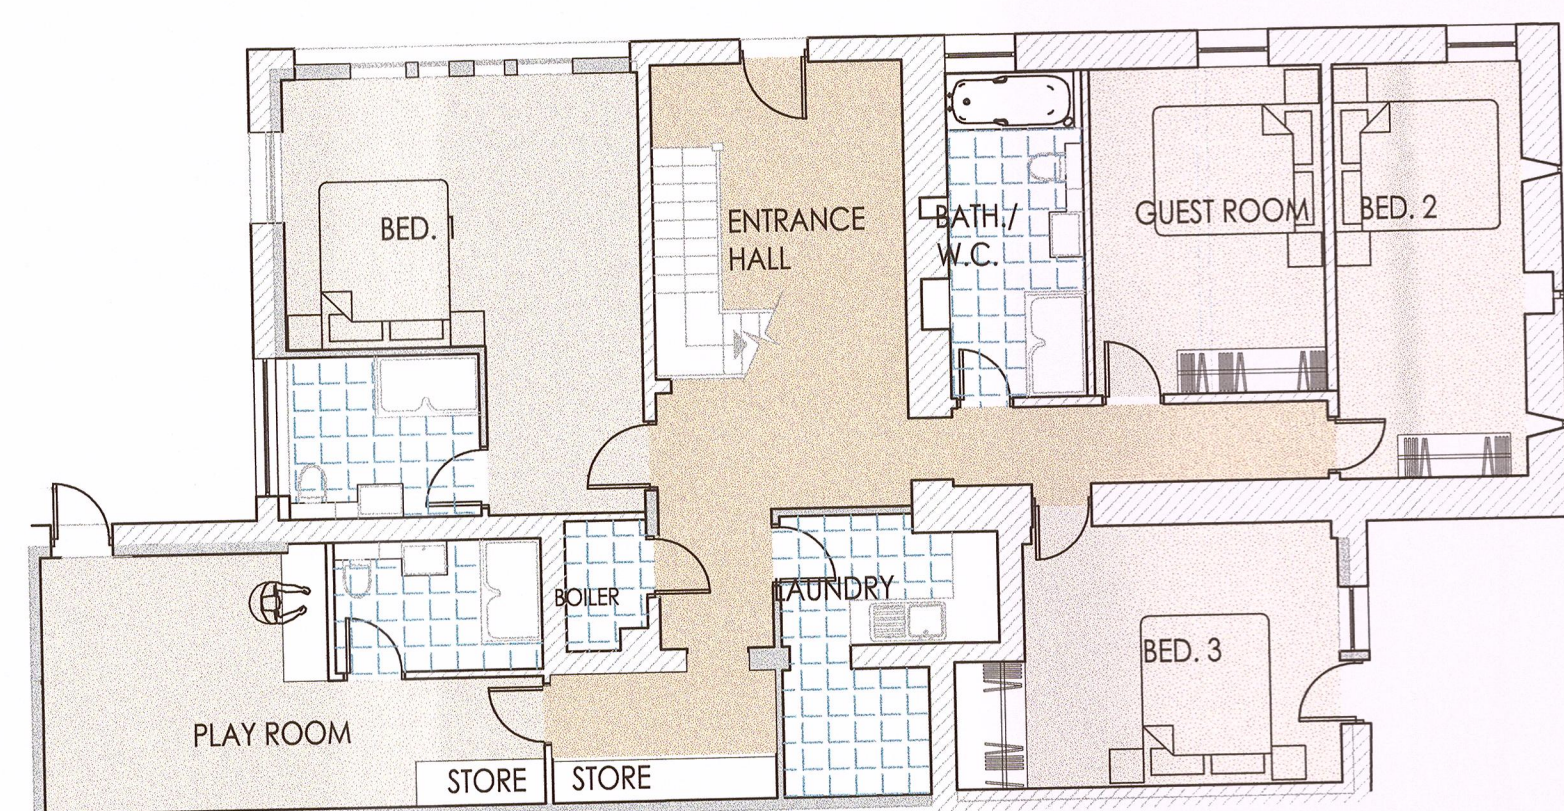 BED. 1
ENTRANCE
HALL
BATH./
W.C.
GUEST ROOM
BED. 2
BOILER
LAUNDRY
BED. 3
PLAY ROOM
STORE
STORE